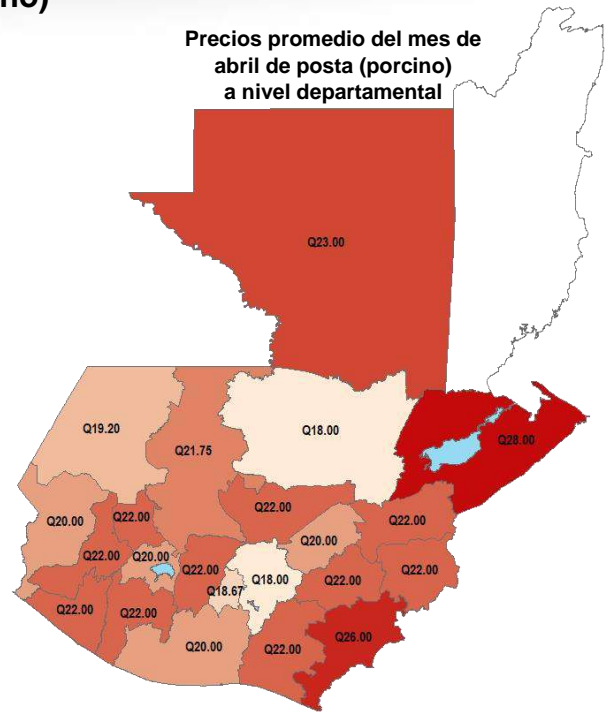 no)
Precios promedio del mes de
abril de posta (porcino)
a nivel departamental
Q23.00
Q19.20
Q21.75
Q18.00
Q28.00
Q20.00
Q22.00
Q22.00
Q22.00
Q20.00
Q22.00
Q20.00
Q22.00
Q18.67
Q18.00
Q22.00
Q22.00
Q22.00
Q22.00
Q20.00
Q22.00
Q26.00